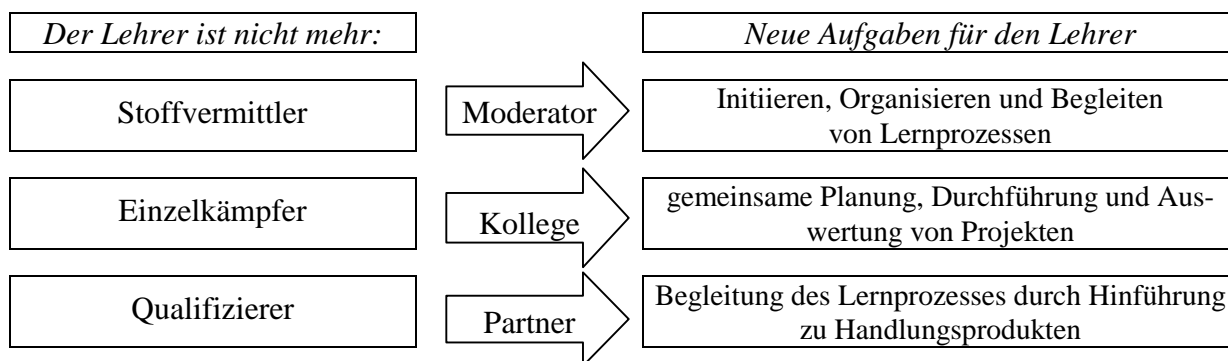 Der Lehrer ist nicht mehr:
Neue Aufgaben für den Lehrer
Stoffvermittler
Moderator
Initiieren, Organisieren und Begleiten
von Lernprozessen
Einzelkämpfer
Kollege
gemeinsame Planung, Durchführung und Aus-
wertung von Projekten
Qualifizierer
Partner
Begleitung des Lernprozesses durch Hinführung
zu Handlungsprodukten